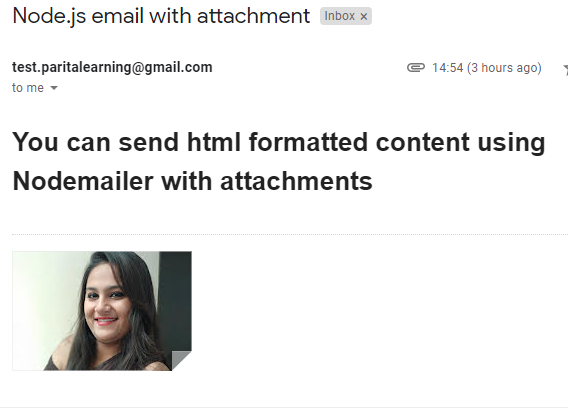 Node.js email with attachment Inbox ×
test.paritalearning@gmail.com 14:54 (3 hours ago)
to me
You can send html formatted content using
Nodemailer with attachments